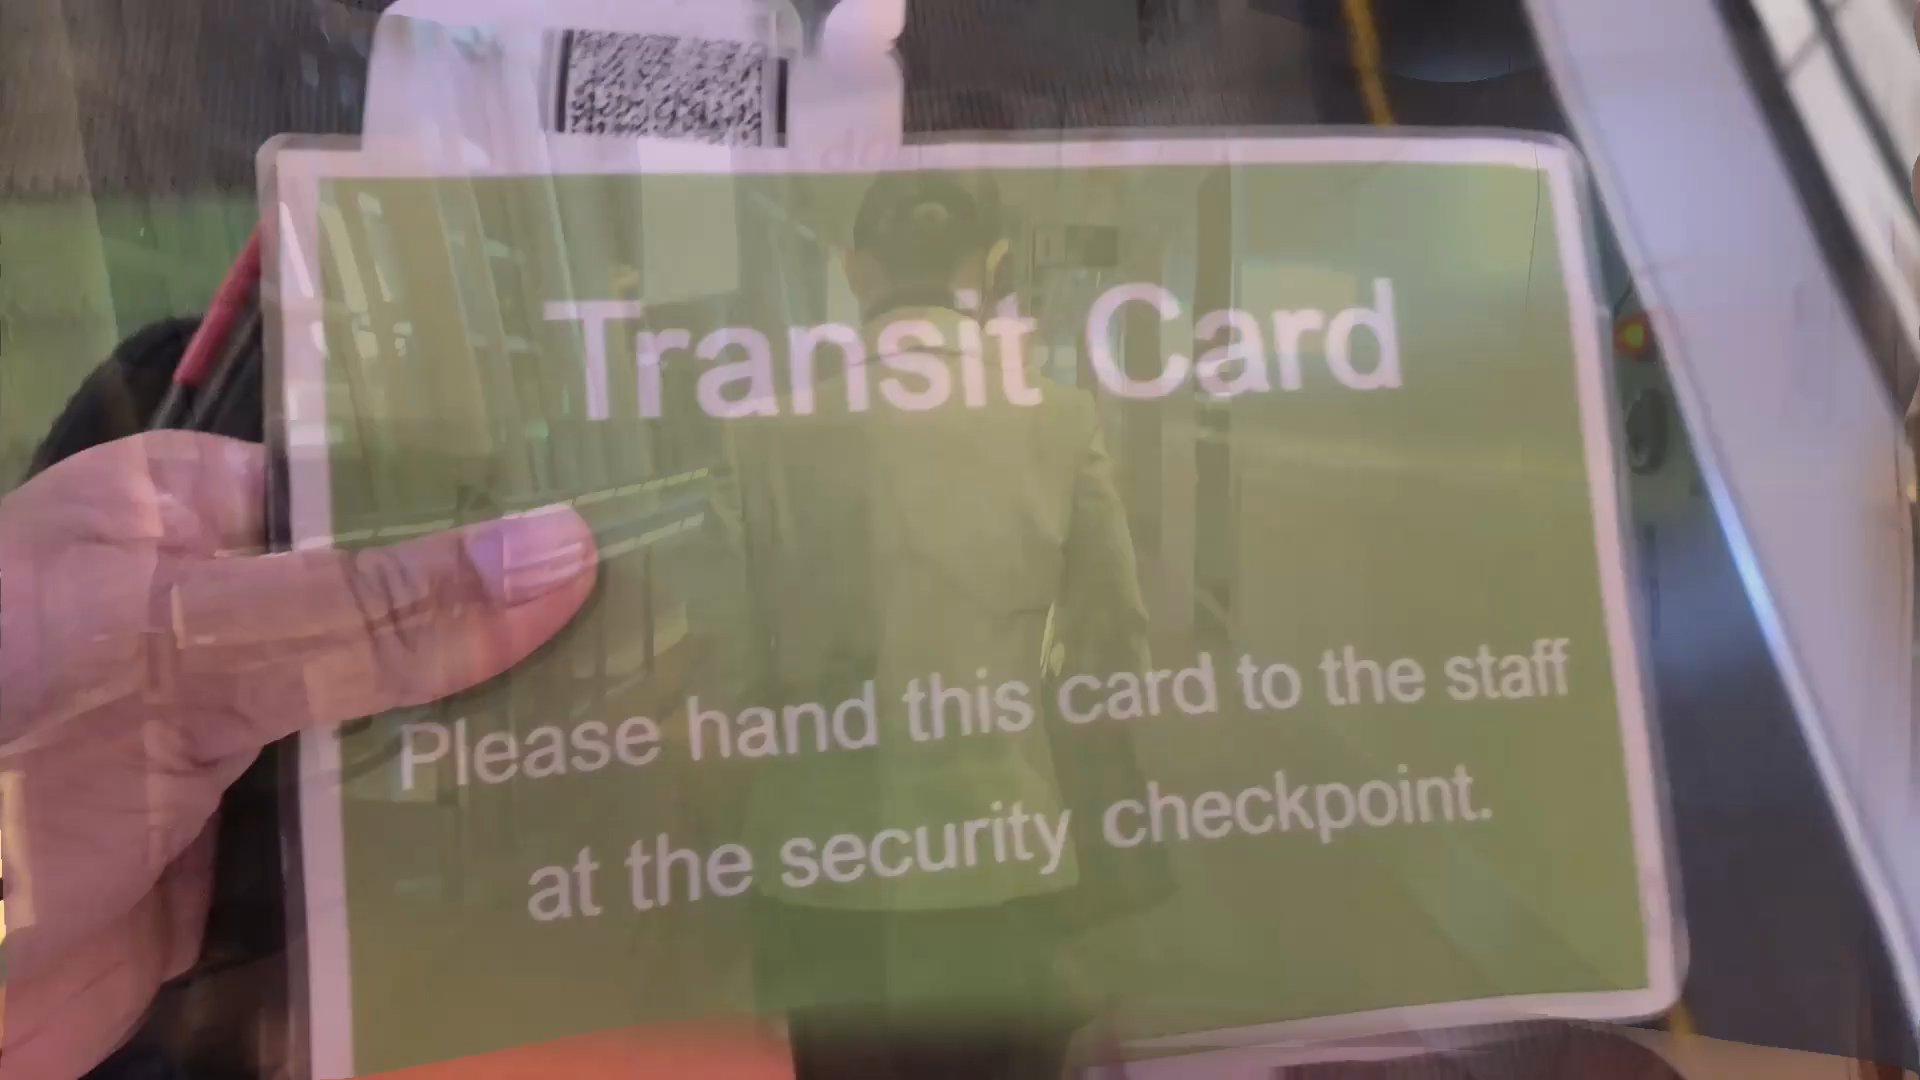 Transit Card
Please hand this card to the staff
at the security checkpoint.